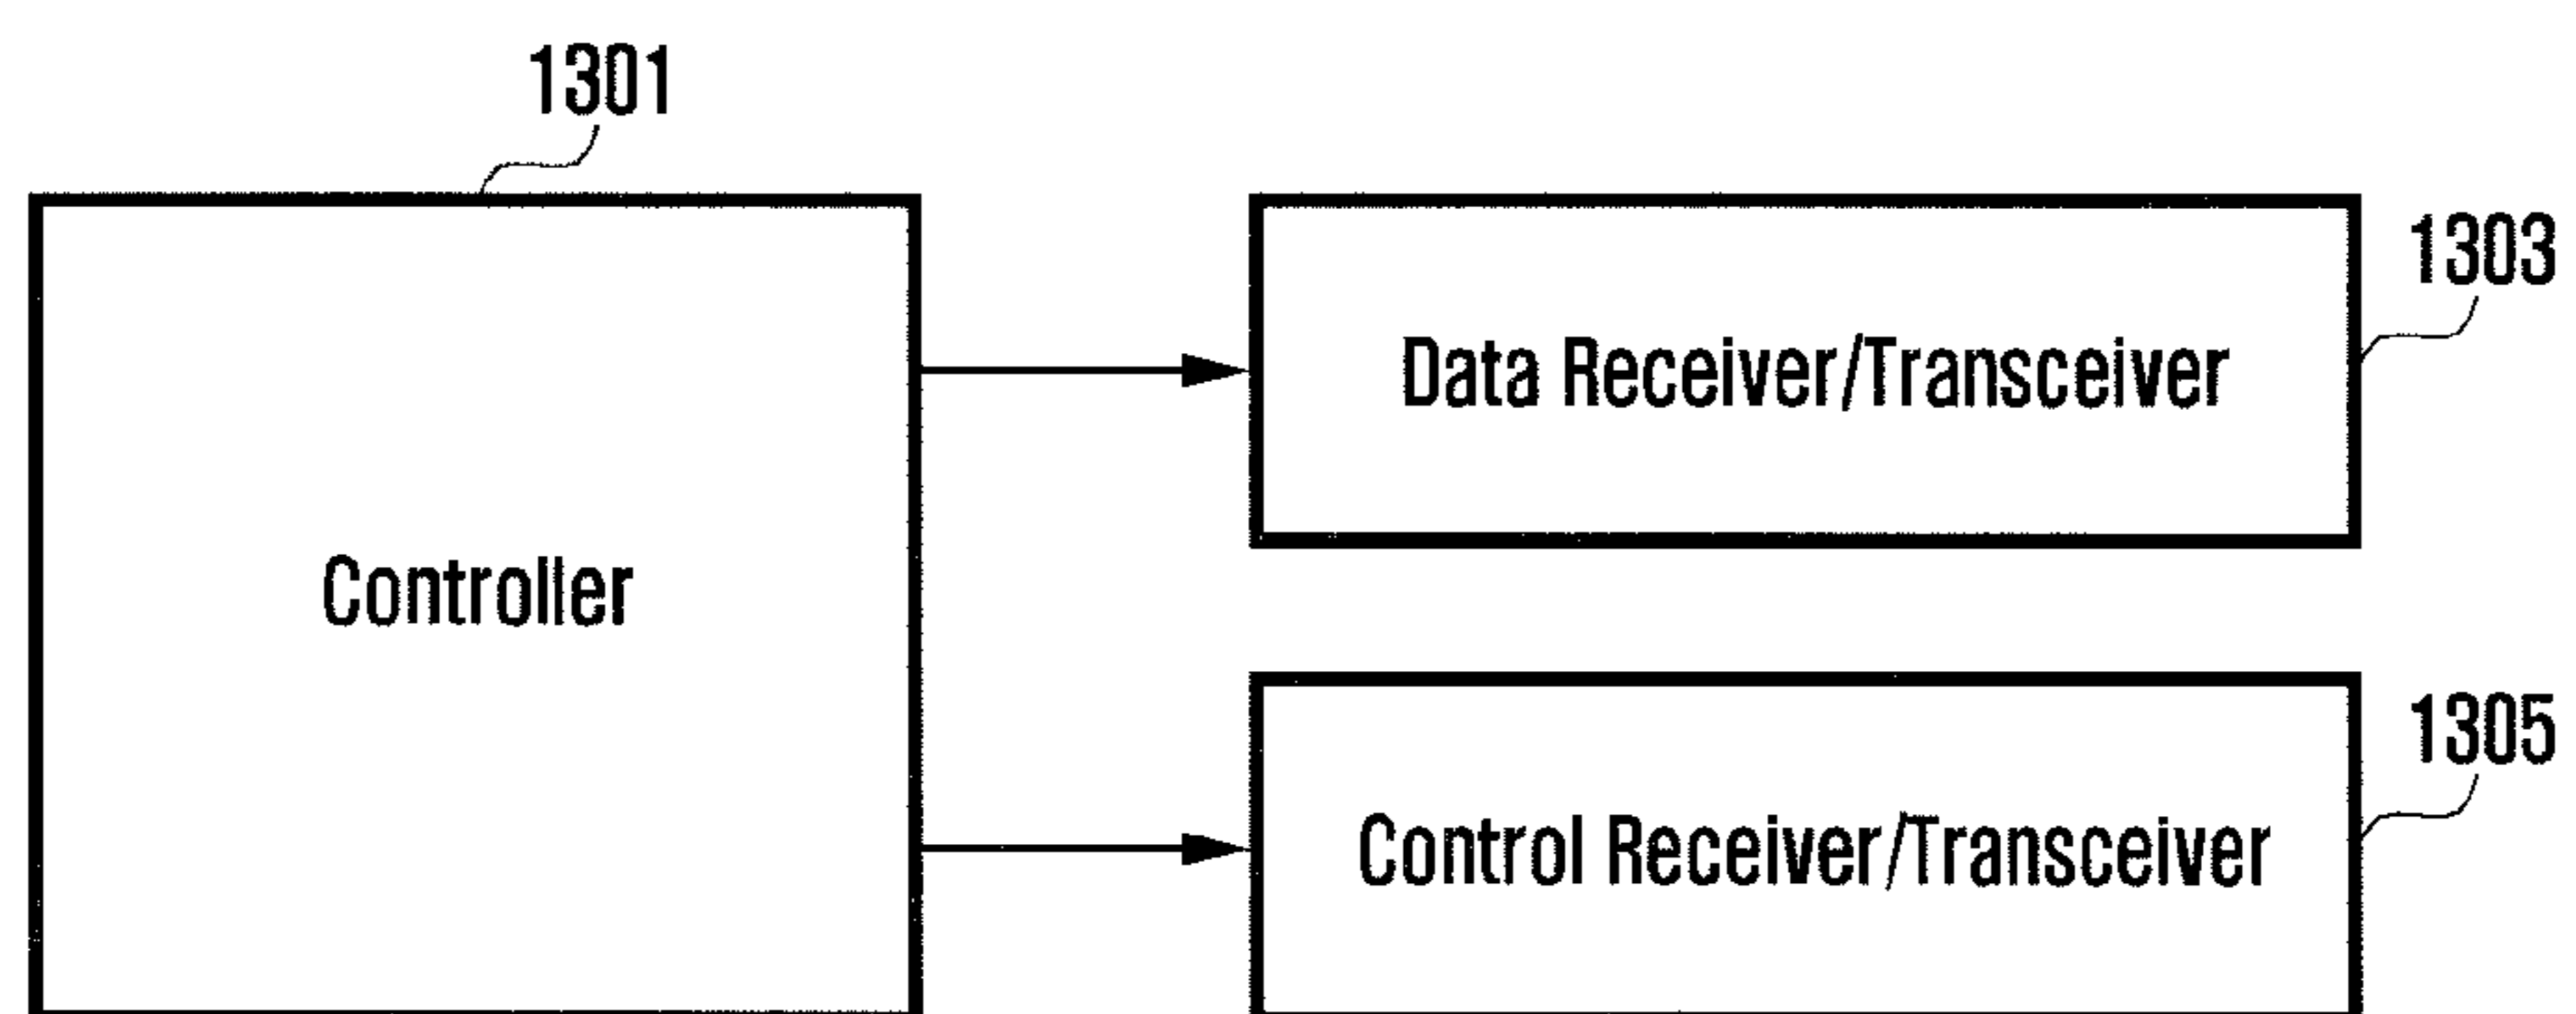 1301
1303
Data Receiver/Transceiver
Controller
1305
Control Receiver/Transceiver